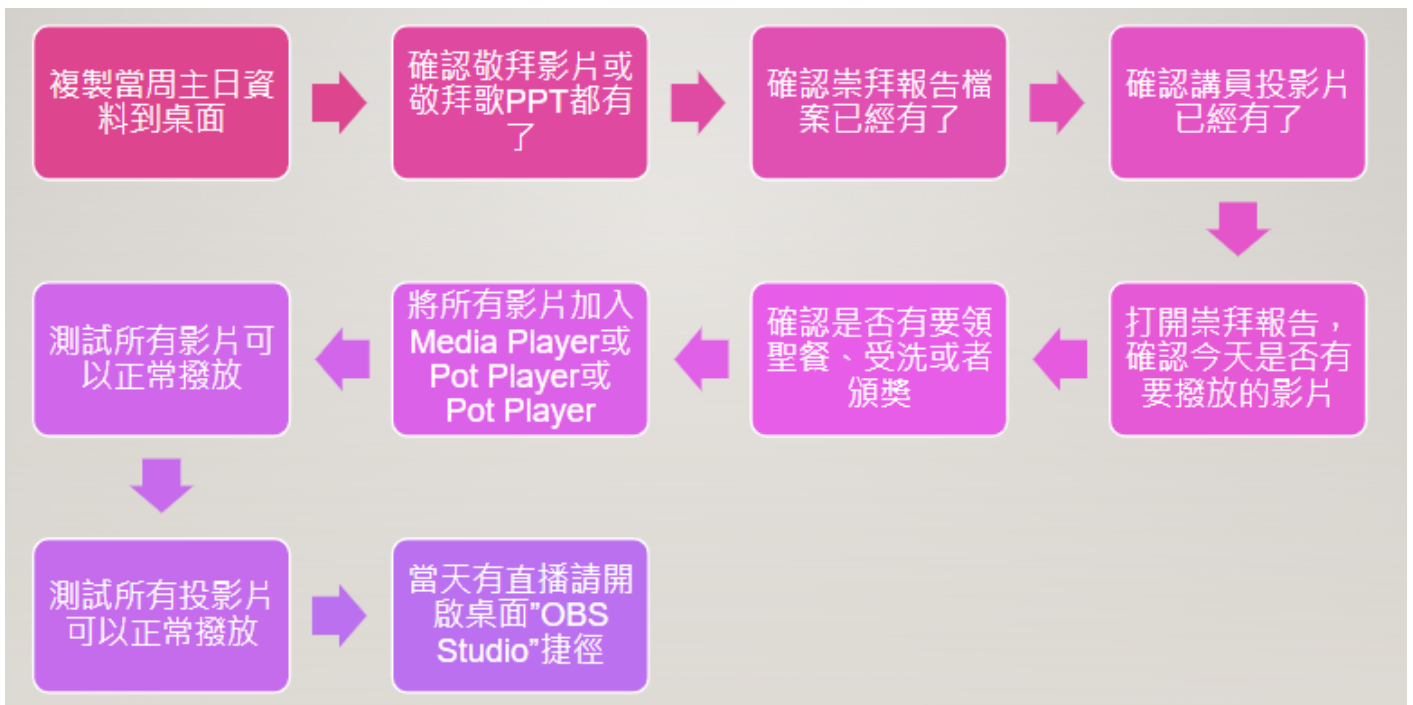 複製當周主日資
料到桌面
確認敬拜影片或
敬拜歌PPT都有
了
確認崇拜報告檔
案已經有了
確認講員投影片
已經有了
打開崇拜報告，
確認今天是否有
要撥放的影片
確認是否有要領
聖餐、受洗或者
頒獎
將所有影片加入
Media Player或
Pot Player或
Pot Player
測試所有影片可
以正常撥放
測試所有投影片
可以正常撥放
當天有直播請開
啟桌面”OBS
Studio”捷徑